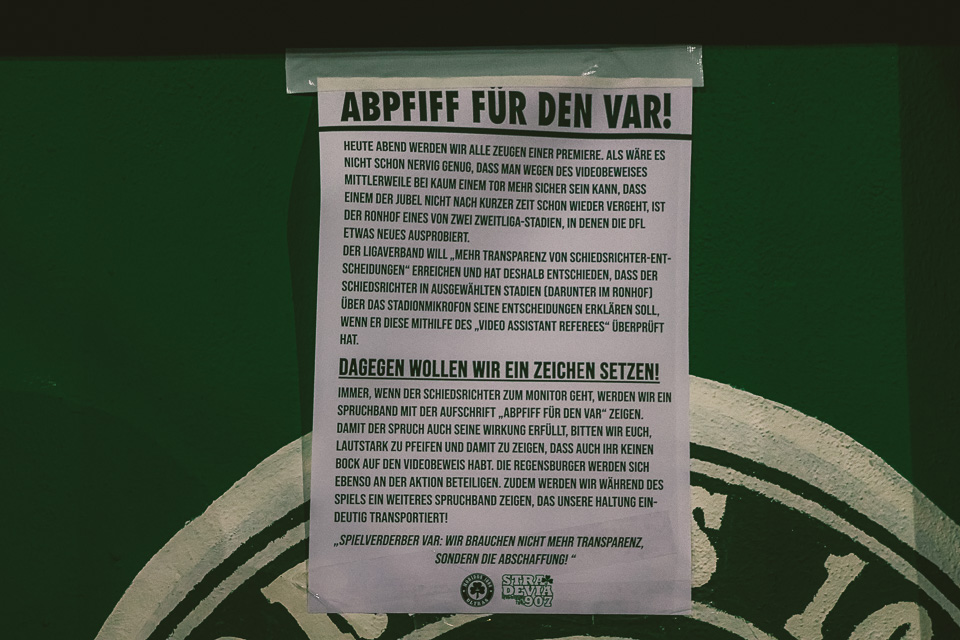 ABPFIFF FÜR DEN VAR!
HEUTE ABEND WERDEN WIR ALLE ZEUGEN EINER PREMIERE. ALS WÄRE ES
NICHT SCHON NERVIG GENUG, DASS MAN WEGEN DES VIDEOBEWEISES
MITTLERWEILE BEI KAUM EINEM TOR MEHR SICHER SEIN KANN, DASS
EINEM DER JUBEL NICHT NACH KURZER ZEIT SCHON WIEDER VERGEHT, IST
DER RONHOF EINES VON ZWEI ZWEITLIGA-STADIEN, IN DENEN DIE DFL
ETWAS NEUES AUSPROBIERT.
DER LIGAVERBAND WILL „MEHR TRANSPARENZ VON SCHIEDSRICHTER-ENT-
SCHEIDUNGEN“ ERREICHEN UND HAT DESHALB ENTSCHIEDEN, DASS DER
SCHIEDSRICHTER IN AUSGEWÄHLTEN STADIEN (DARUNTER IM RONHOF)
ÜBER DAS STADIONMIKROFON SEINE ENTSCHEIDUNGEN ERKLÄREN SOLL,
WENN ER DIESE MITHILFE DES „VIDEO ASSISTANT REFEREES“ ÜBERPRÜFT
HAT.
DAGEGEN WOLLEN WIR EIN ZEICHEN SETZEN!
IMMER, WENN DER SCHIEDSRICHTER ZUM MONITOR GEHT, WERDEN WIR EIN
SPRUCHBAND MIT DER AUFSCHRIFT „ABPFIFF FÜR DEN VAR“ ZEIGEN.
DAMIT DER SPRUCH AUCH SEINE WIRKUNG ERFÜLLT, BITTEN WIR EUCH,
LAUTSTARK ZU PFEIFEN UND DAMIT ZU ZEIGEN, DASS AUCH IHR KEINEN
BOCK AUF DEN VIDEOBEWEIS HABT. DIE REGENSBURGER WERDEN SICH
EBENSO AN DER AKTION BETEILIGEN. ZUDEM WERDEN WIR WÄHREND DES
SPIELS EIN WEITERES SPRUCHBAND ZEIGEN, DAS UNSERE HALTUNG EIN-
DEUTIG TRANSPORTIERT!
„SPIELVERDERBER VAR: WIR BRAUCHEN NICHT MEHR TRANSPARENZ,
SONDERN DIE ABSCHAFFUNG! “
STRA
DEVIA
907